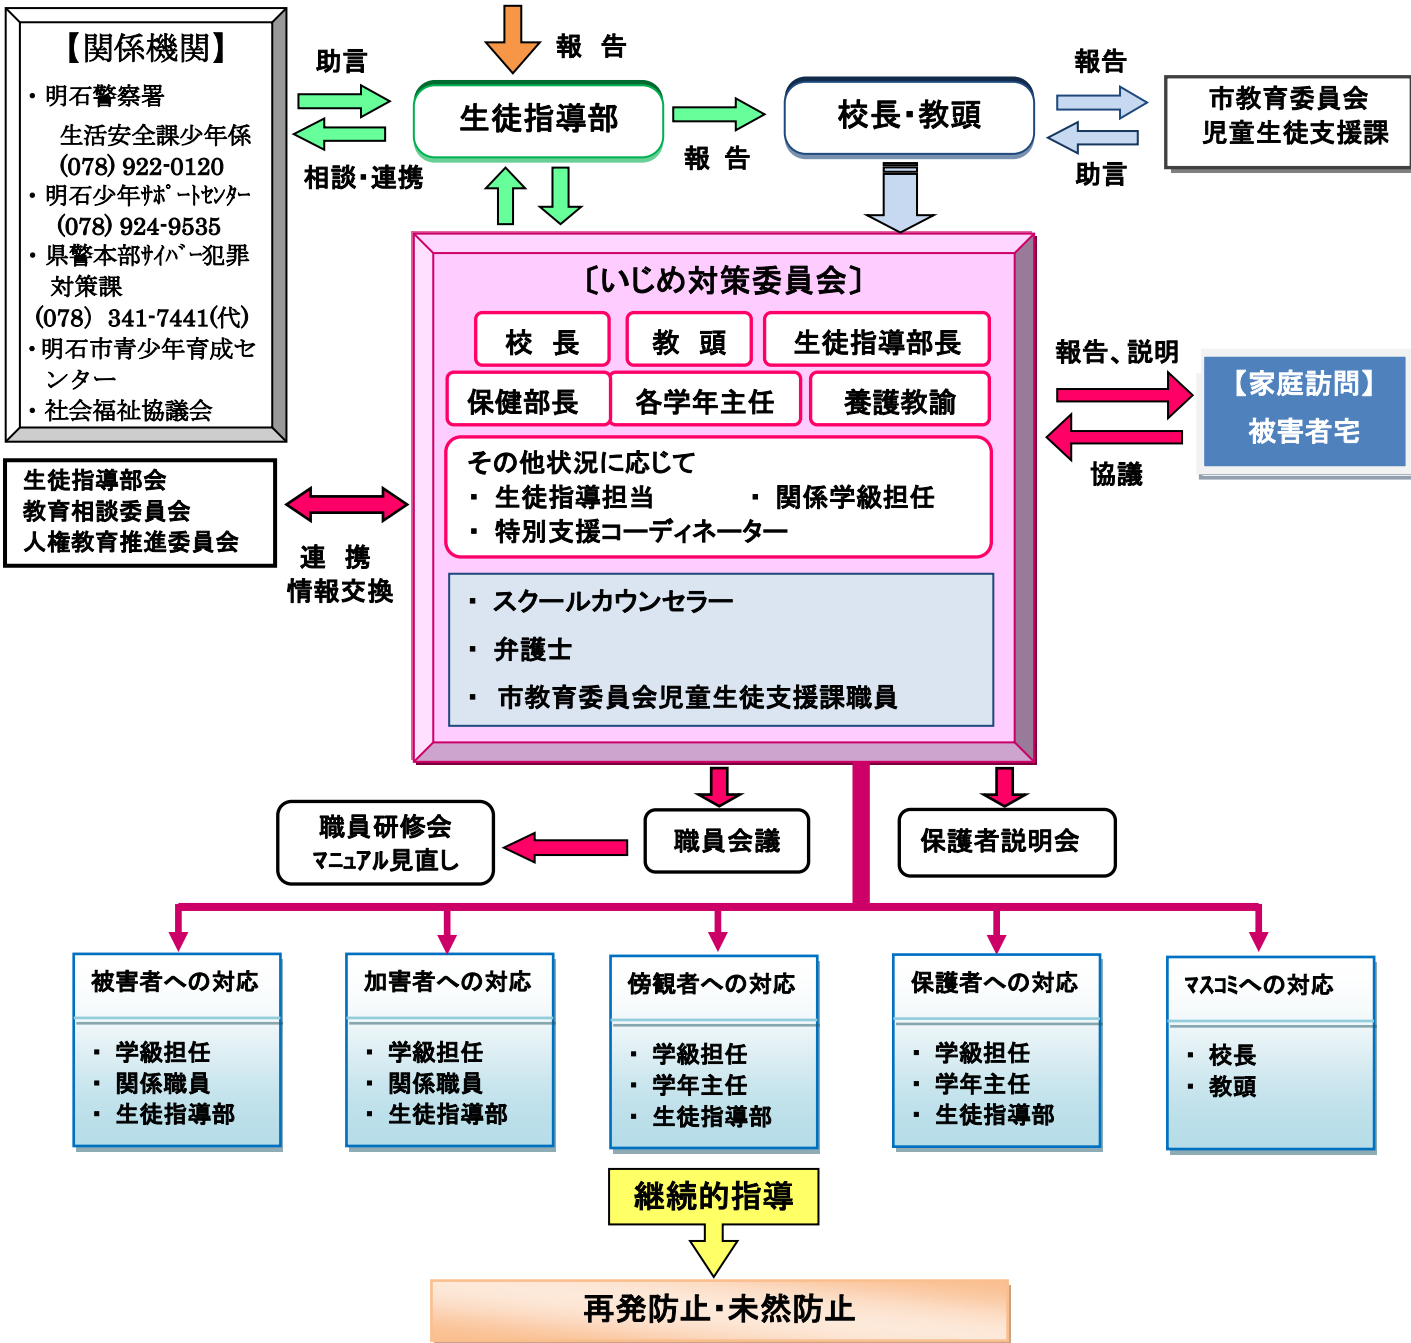 【関係機関】
・明石警察署
生活安全課少年係
(078) 922-0120
・明石少年ｻﾎﾟｰﾄｾﾝﾀｰ
(078) 924-9535
・県警本部ｻｲﾊﾞｰ犯罪
対策課
(078) 341-7441(代)
・明石市青少年育成セ
ンター
・社会福祉協議会
助言
相談・連携
報 告
生徒指導部
報 告
校長・教頭
報告
助言
市教育委員会
児童生徒支援課
〔いじめ対策委員会〕
校 長
教 頭
生徒指導部長
保健部長
各学年主任
養護教諭
その他状況に応じて
・ 生徒指導担当
・ 関係学級担任
・ 特別支援コーディネーター
・ スクールカウンセラー
・ 弁護士
・ 市教育委員会児童生徒支援課職員
報告、説明
協議
【家庭訪問】
被害者宅
生徒指導部会
教育相談委員会
人権教育推進委員会
連 携
情報交換
職員研修会
ﾏﾆｭｱﾙ見直し
職員会議
保護者説明会
被害者への対応
・ 学級担任
・ 関係職員
・ 生徒指導部
加害者への対応
・ 学級担任
・ 関係職員
・ 生徒指導部
傍観者への対応
・ 学級担任
・ 学年主任
・ 生徒指導部
保護者への対応
・ 学級担任
・ 学年主任
・ 生徒指導部
ﾏｽｺﾐへの対応
・ 校長
・ 教頭
継続的指導
再発防止・未然防止